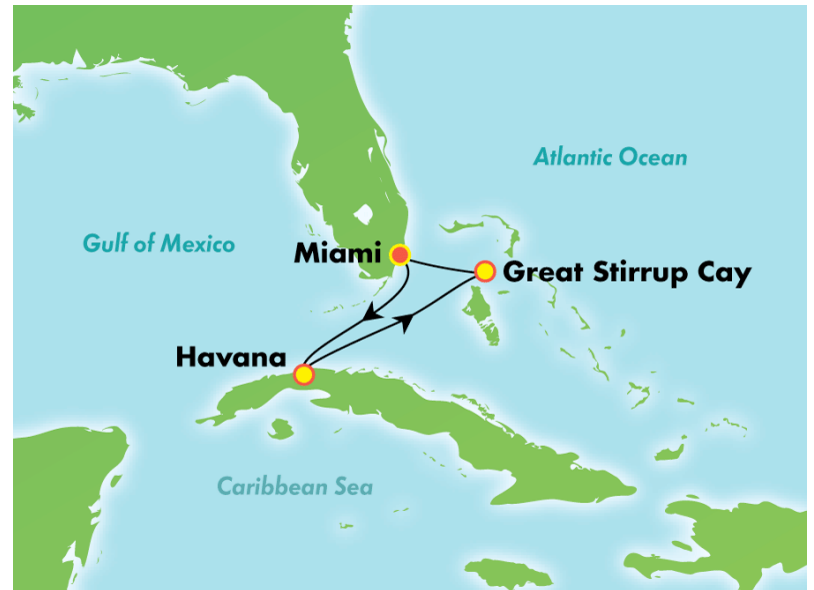 Atlantic Ocean
Gulf of Mexico
Miami
Great Stirrup Cay
Havana
Caribbean Sea